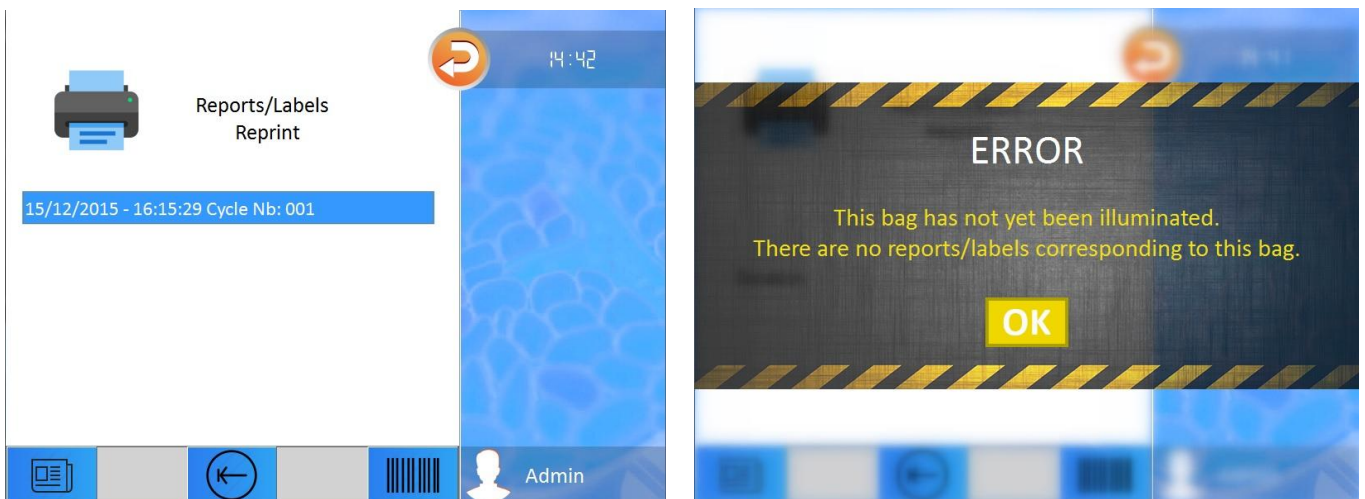 14:42
Reports/Labels
Reprint
15/12/2015 - 16:15:29 Cycle Nb: 001
Admin
ERROR
This bag has not yet been illuminated.
There are no reports/labels corresponding to this bag.
OK